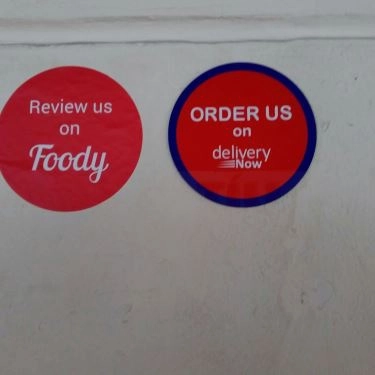 Review us
on
Foody
ORDER US
on
delivery
Now